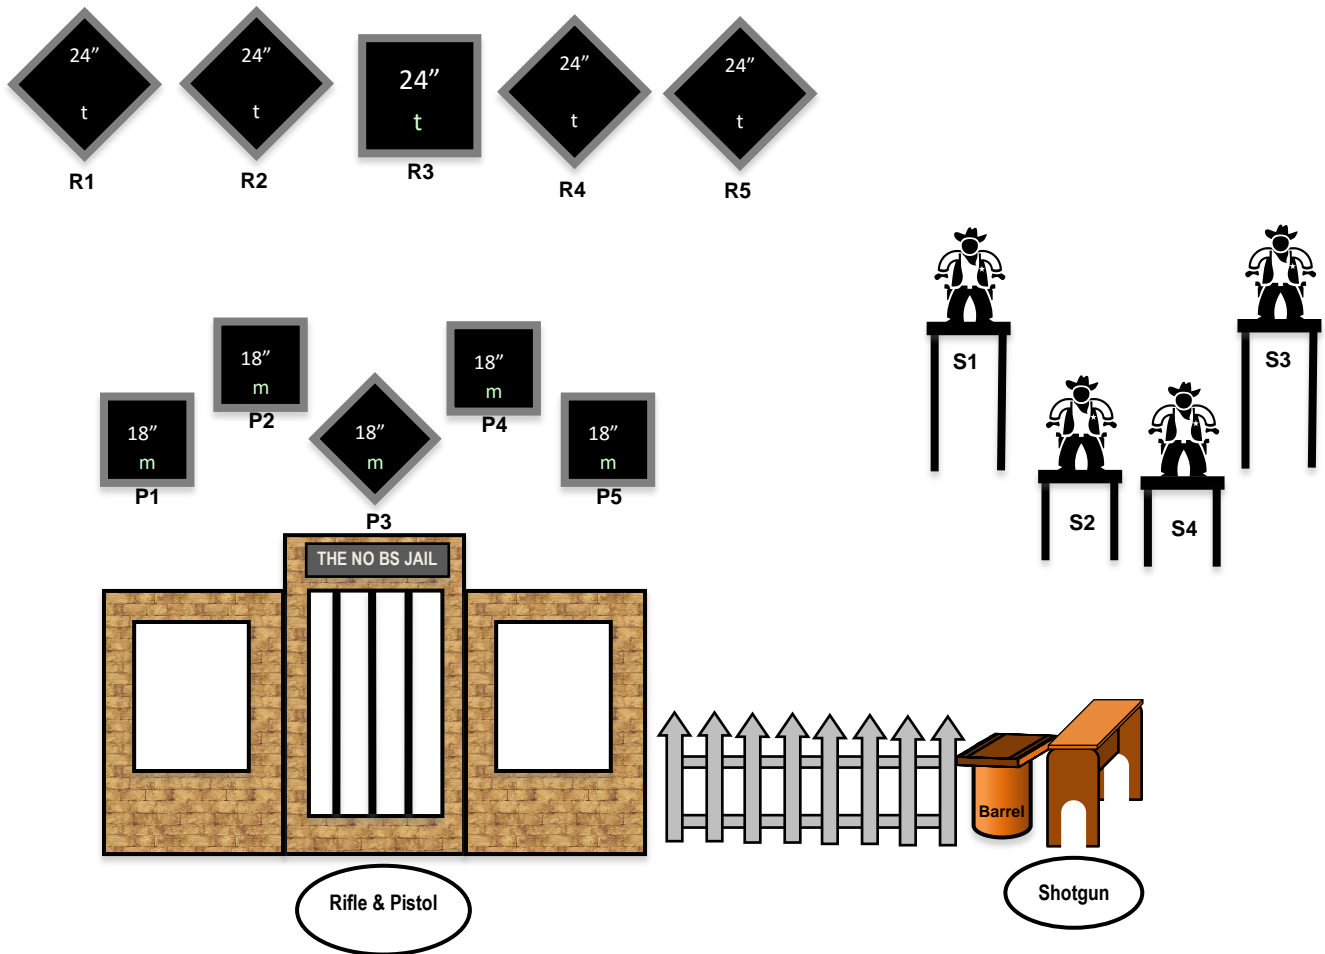 24”
t
R1
24”
t
R2
24”
t
R3
24”
t
R4
24”
t
R5
S1
S3
S2
S4
18”
m
P1
18”
m
P2
18”
m
P3
18”
m
P4
18”
m
P5
THE NO BS JAIL
Barrel
Rifle & Pistol
Shotgun